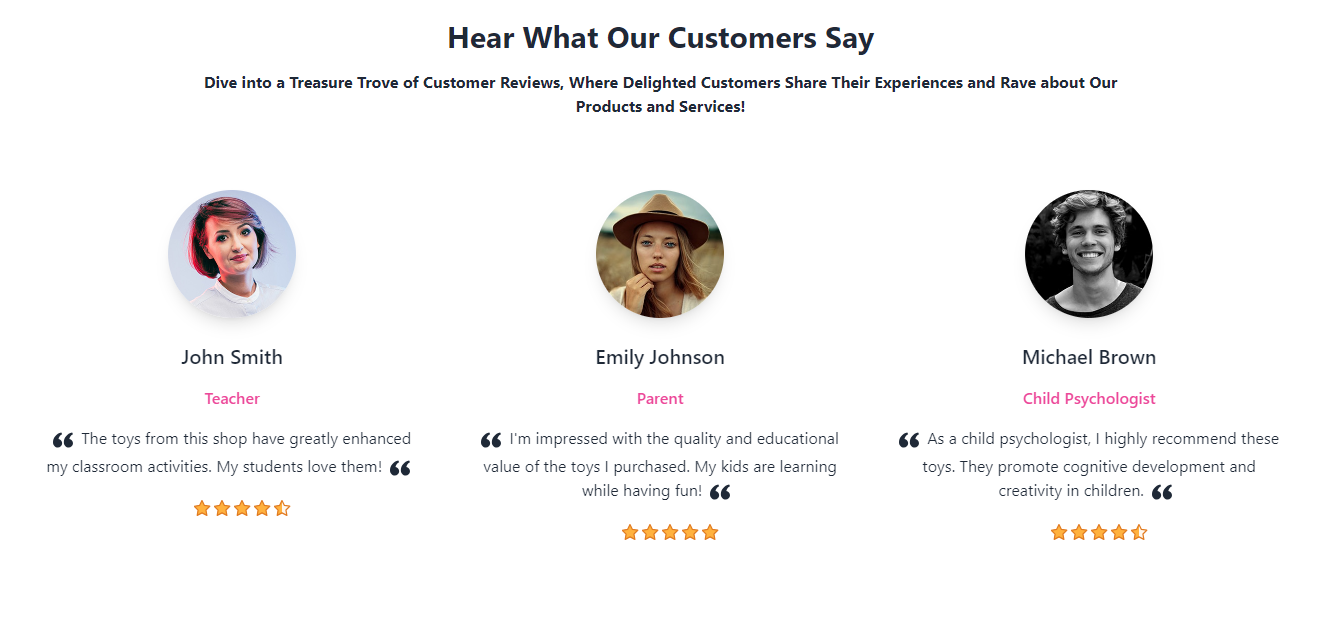 Hear What Our Customers Say
Dive into a Treasure Trove of Customer Reviews, Where Delighted Customers Share Their Experiences and Rave about Our
Products and Services!
John Smith
Teacher
“ The toys from this shop have greatly enhanced
my classroom activities. My students love them! “
Emily Johnson
Parent
“ I'm impressed with the quality and educational
value of the toys I purchased. My kids are learning
while having fun! “
Michael Brown
Child Psychologist
“ As a child psychologist, I highly recommend these
toys. They promote cognitive development and
creativity in children. “